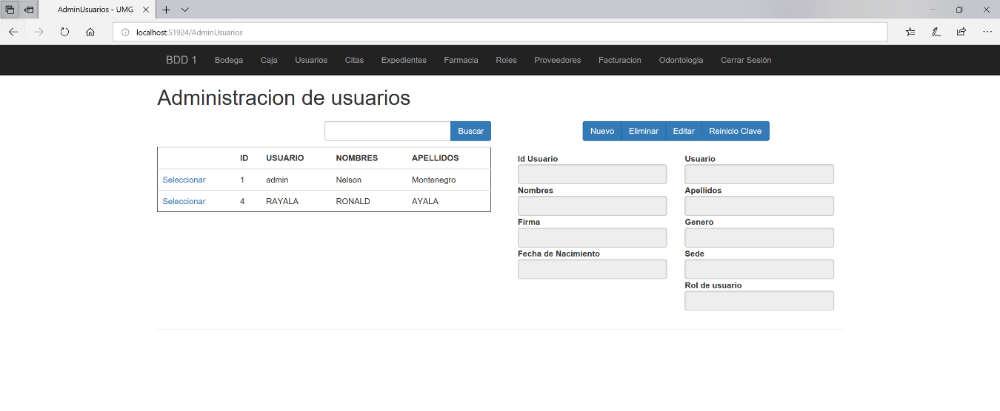 AdminUsuarios - UMG
localhost:51924/AdminUsuarios
BDD 1 Bodega Caja Usuarios Citas Expedientes Farmacia Roles Proveedores Facturacion Odontologia Cerrar Sesión
Administracion de usuarios
Buscar
ID USUARIO NOMBRES APELLIDOS
Seleccionar 1 admin Nelson Montenegro
Seleccionar 4 RAYALA RONALD AYALA
Nuevo Eliminar Editar Reinicio Clave
Id Usuario Usuario
Nombres Apellidos
Firma Genero
Fecha de Nacimiento Sede
Rol de usuario